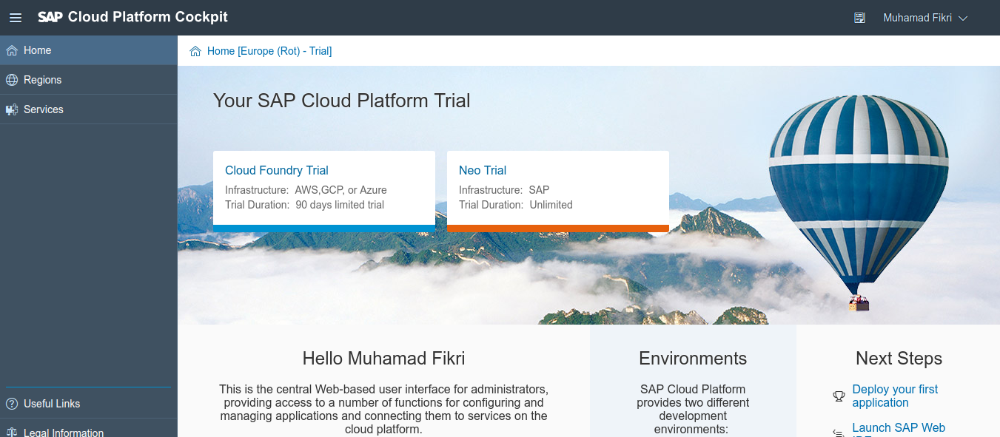 SAP Cloud Platform Cockpit
Muhamad Fikri
Home
Regions
Services
Useful Links
Legal Information
Home [Europe (Rot) - Trial]
Your SAP Cloud Platform Trial
Cloud Foundry Trial
Infrastructure: AWS,GCP, or Azure
Trial Duration: 90 days limited trial
Neo Trial
Infrastructure: SAP
Trial Duration: Unlimited
Hello Muhamad Fikri
This is the central Web-based user interface for administrators,
providing access to a number of functions for configuring and
managing applications and connecting them to services on the
cloud platform.
Environments
SAP Cloud Platform
provides two different
development
environments:
Next Steps
Deploy your first
application
Launch SAP Web